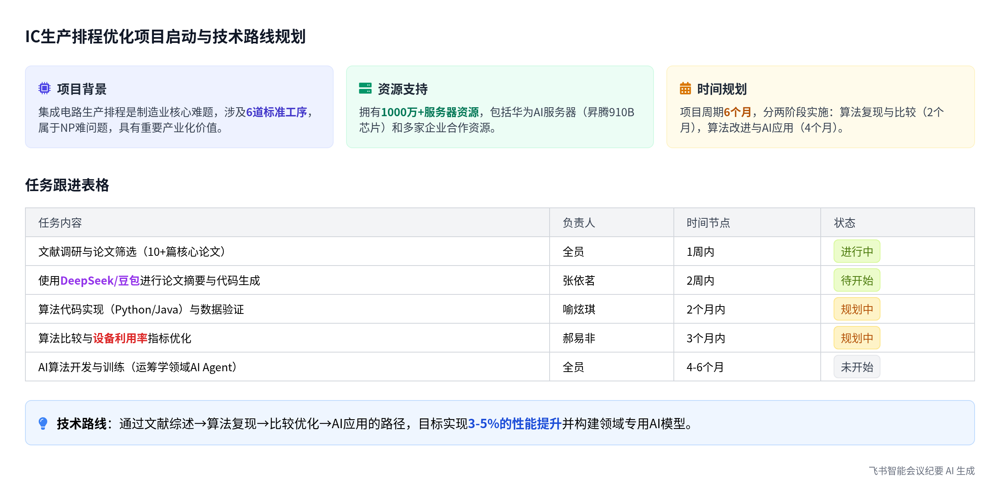 IC生产排程优化项目启动与技术路线规划
项目背景
集成电路生产排程是制造业核心难题，涉及6道标准工序，
属于NP难问题，具有重要产业化价值。
资源支持
拥有1000万+服务器资源，包括华为AI服务器（昇腾910B
芯片）和多家企业合作资源。
时间规划
项目周期6个月，分两阶段实施：算法复现与比较（2个
月），算法改进与AI应用（4个月）。
任务跟进表格
任务内容 负责人 时间节点 状态
文献调研与论文筛选（10+篇核心论文） 全员 1周内 进行中
使用DeepSeek/豆包进行论文摘要与代码生成 张依茗 2周内 待开始
算法代码实现（Python/Java）与数据验证 喻炫琪 2个月内 规划中
算法比较与设备利用率指标优化 郝易非 3个月内 规划中
AI算法开发与训练（运筹学领域AI Agent） 全员 4-6个月 未开始
技术路线：通过文献综述→算法复现→比较优化→AI应用的路径，目标实现3-5%的性能提升并构建领域专用AI模型。
飞书智能会议纪要 AI 生成